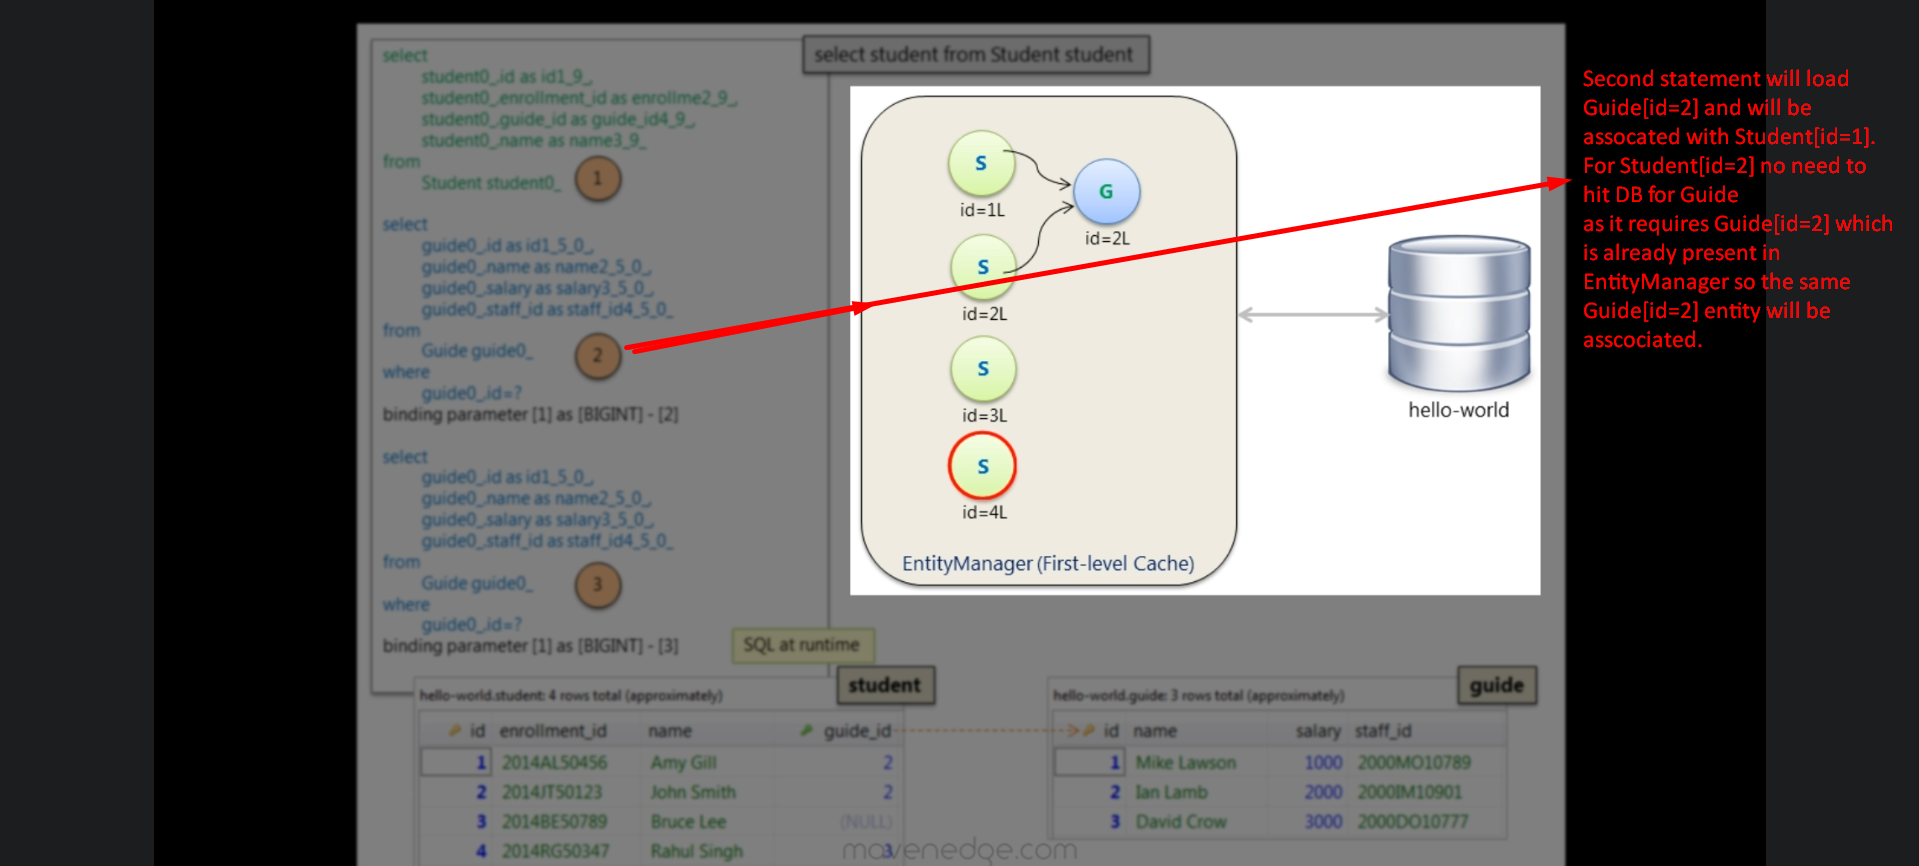 select student from Student student
select
student0_.id as id1_9_,
student0_.enrollment_id as enrollme2_9_,
student0_.guide_id as guide_id4_9_,
student0_.name as name3_9_
from
Student student0_
1
select
guide0_.id as id1_5_0_,
guide0_.name as name2_5_0_,
guide0_.salary as salary3_5_0_,
guide0_.staff_id as staff_id4_5_0_
from
Guide guide0_
2
where
guide0_.id=?
binding parameter [1] as [BIGINT] - [2]
select
guide0_.id as id1_5_0_,
guide0_.name as name2_5_0_,
guide0_.salary as salary3_5_0_,
guide0_.staff_id as staff_id4_5_0_
from
Guide guide0_
3
where
guide0_.id=?
binding parameter [1] as [BIGINT] - [3]
SQL at runtime
S
id=1L
G
id=2L
S
id=2L
S
id=3L
S
id=4L
EntityManager (First-level Cache)
hello-world
Second statement will load
Guide[id=2] and will be
assocated with Student[id=1].
For Student[id=2] no need to
hit DB for Guide
as it requires Guide[id=2] which
is already present in
EntityManager so the same
Guide[id=2] entity will be
asscociated.
student
hello-world.student: 4 rows total (approximately)
id enrollment_id name guide_id
1 2014AL50456 Amy Gill 2
2 2014JT50123 John Smith 2
3 2014BE50789 Bruce Lee (NULL)
4 2014RG50347 Rahul Singh 3
guide
hello-world.guide: 3 rows total (approximately)
id name salary staff_id
1 Mike Lawson 1000 2000MO10789
2 Ian Lamb 2000 2000IM10901
3 David Crow 3000 2000DO10777
mavenedge.com